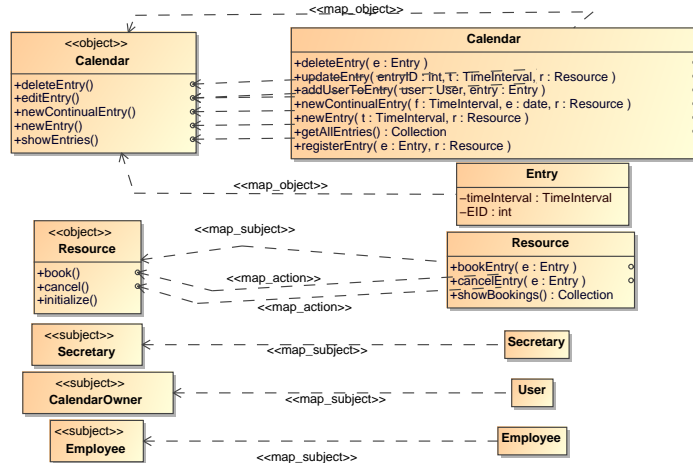 <<map_object>>
<<object>>
Calendar
+deleteEntry()
+editEntry()
+newContinualEntry()
+newEntry()
+showEntries()
Calendar
+deleteEntry( e : Entry )
+updateEntry( entryID : int, t : TimeInterval, r : Resource )
+addUserToEntry( user : User, entry : Entry )
+newContinualEntry( f : TimeInterval, e : date, r : Resource )
+newEntry( t : TimeInterval, r : Resource )
+getAllEntries() : Collection
+registerEntry( e : Entry, r : Resource )
<<map_object>>
Entry
–timeInterval : TimeInterval
–EID : int
<<object>>
Resource
+book()
+cancel()
+initialize()
<<map_subject>>
<<map_action>>
<<map_action>>
Resource
+bookEntry( e : Entry )
+cancelEntry( e : Entry )
+showBookings() : Collection
<<subject>>
Secretary
<<map_subject>>
Secretary
<<subject>>
CalendarOwner
<<map_subject>>
User
<<subject>>
Employee
<<map_subject>>
Employee